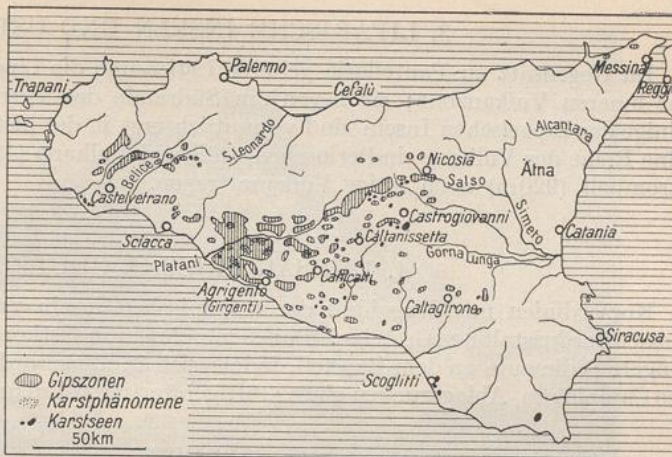 Palermo
Messina
Reggi
Trapani
Cefalù
Alcantara
S. Leonardo
Belice
Nicosia
Ätna
Salso
Castelvetrano
Castrogiovanni
Simeto
Sciacca
Caltanissetta
Catania
Platani
Gorna Lunga
Canicatti
Agrigento
(Girgenti)
Caltagirone
Siracusa
Scoglitti
Gipszonen
Karstphänomene
Karstseen
50km